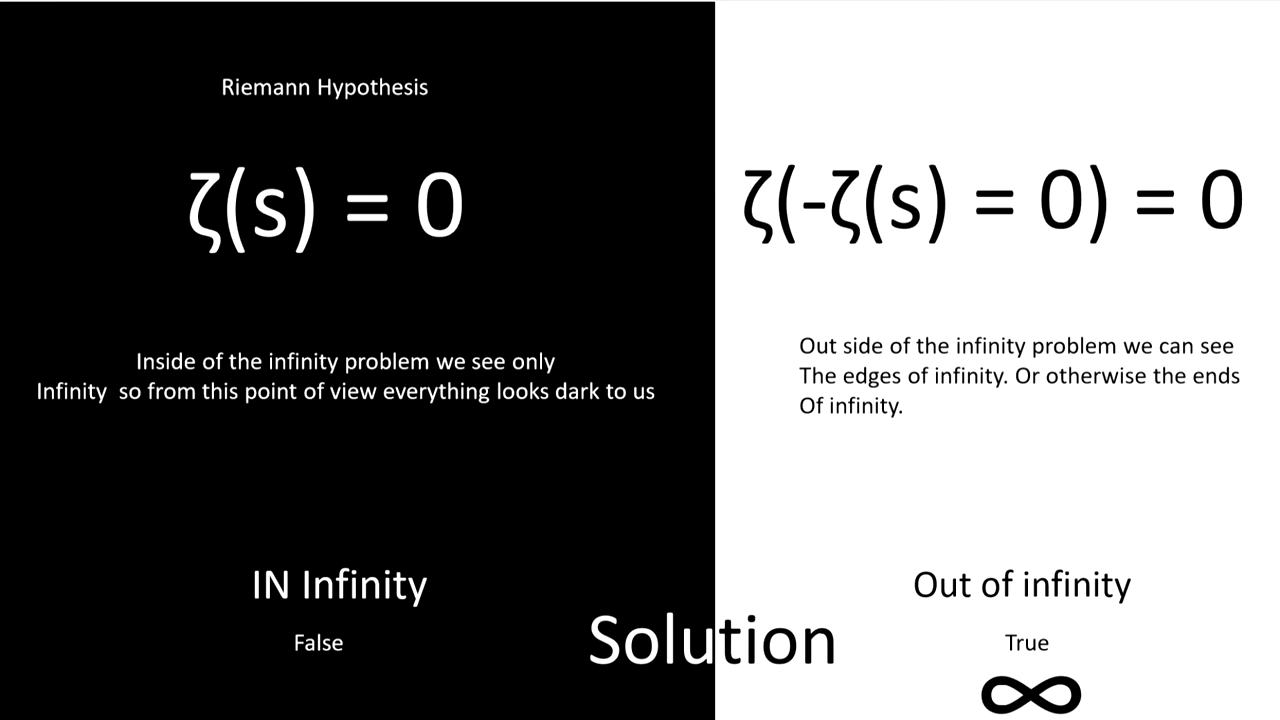 Riemann Hypothesis
ζ(s) = 0
Inside of the infinity problem we see only
Infinity  so from this point of view everything looks dark to us
IN Infinity
False
ζ(-ζ(s) = 0) = 0
Out side of the infinity problem we can see
The edges of infinity. Or otherwise the ends
Of infinity.
Out of infinity
True
∞
Solution